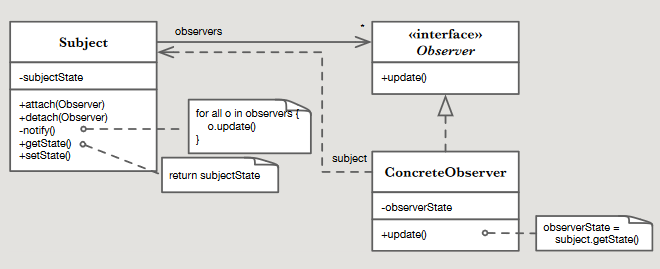 Subject
-subjectState
+attach(Observer)
+detach(Observer)
-notify()
+getState()
+setState()
observers
*
«interface»
Observer
+update()
for all o in observers {
o.update()
}
return subjectState
subject
ConcreteObserver
-observerState
+update()
observerState =
subject.getState()